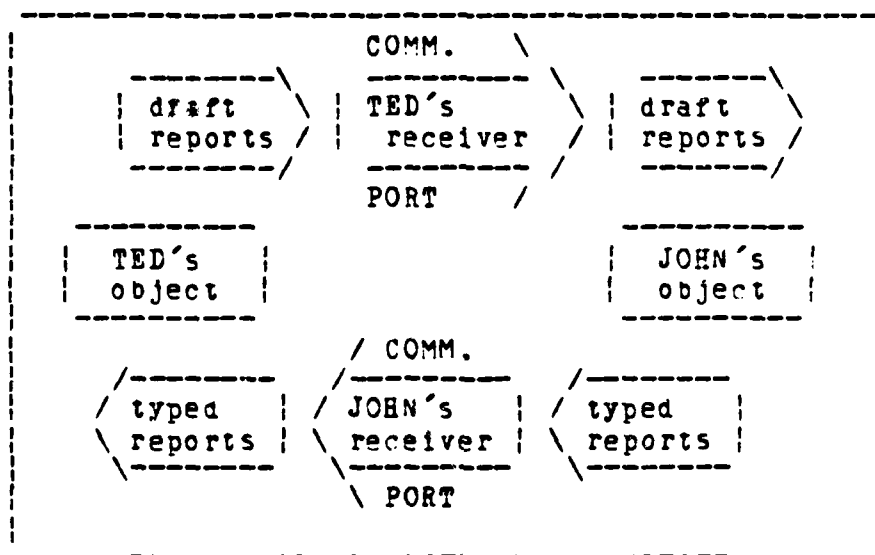 COMM.
draft TED's draft
reports receiver reports
PORT
TED's JOHN's
object object
COMM.
typed JOHN's typed
reports receiver reports
PORT